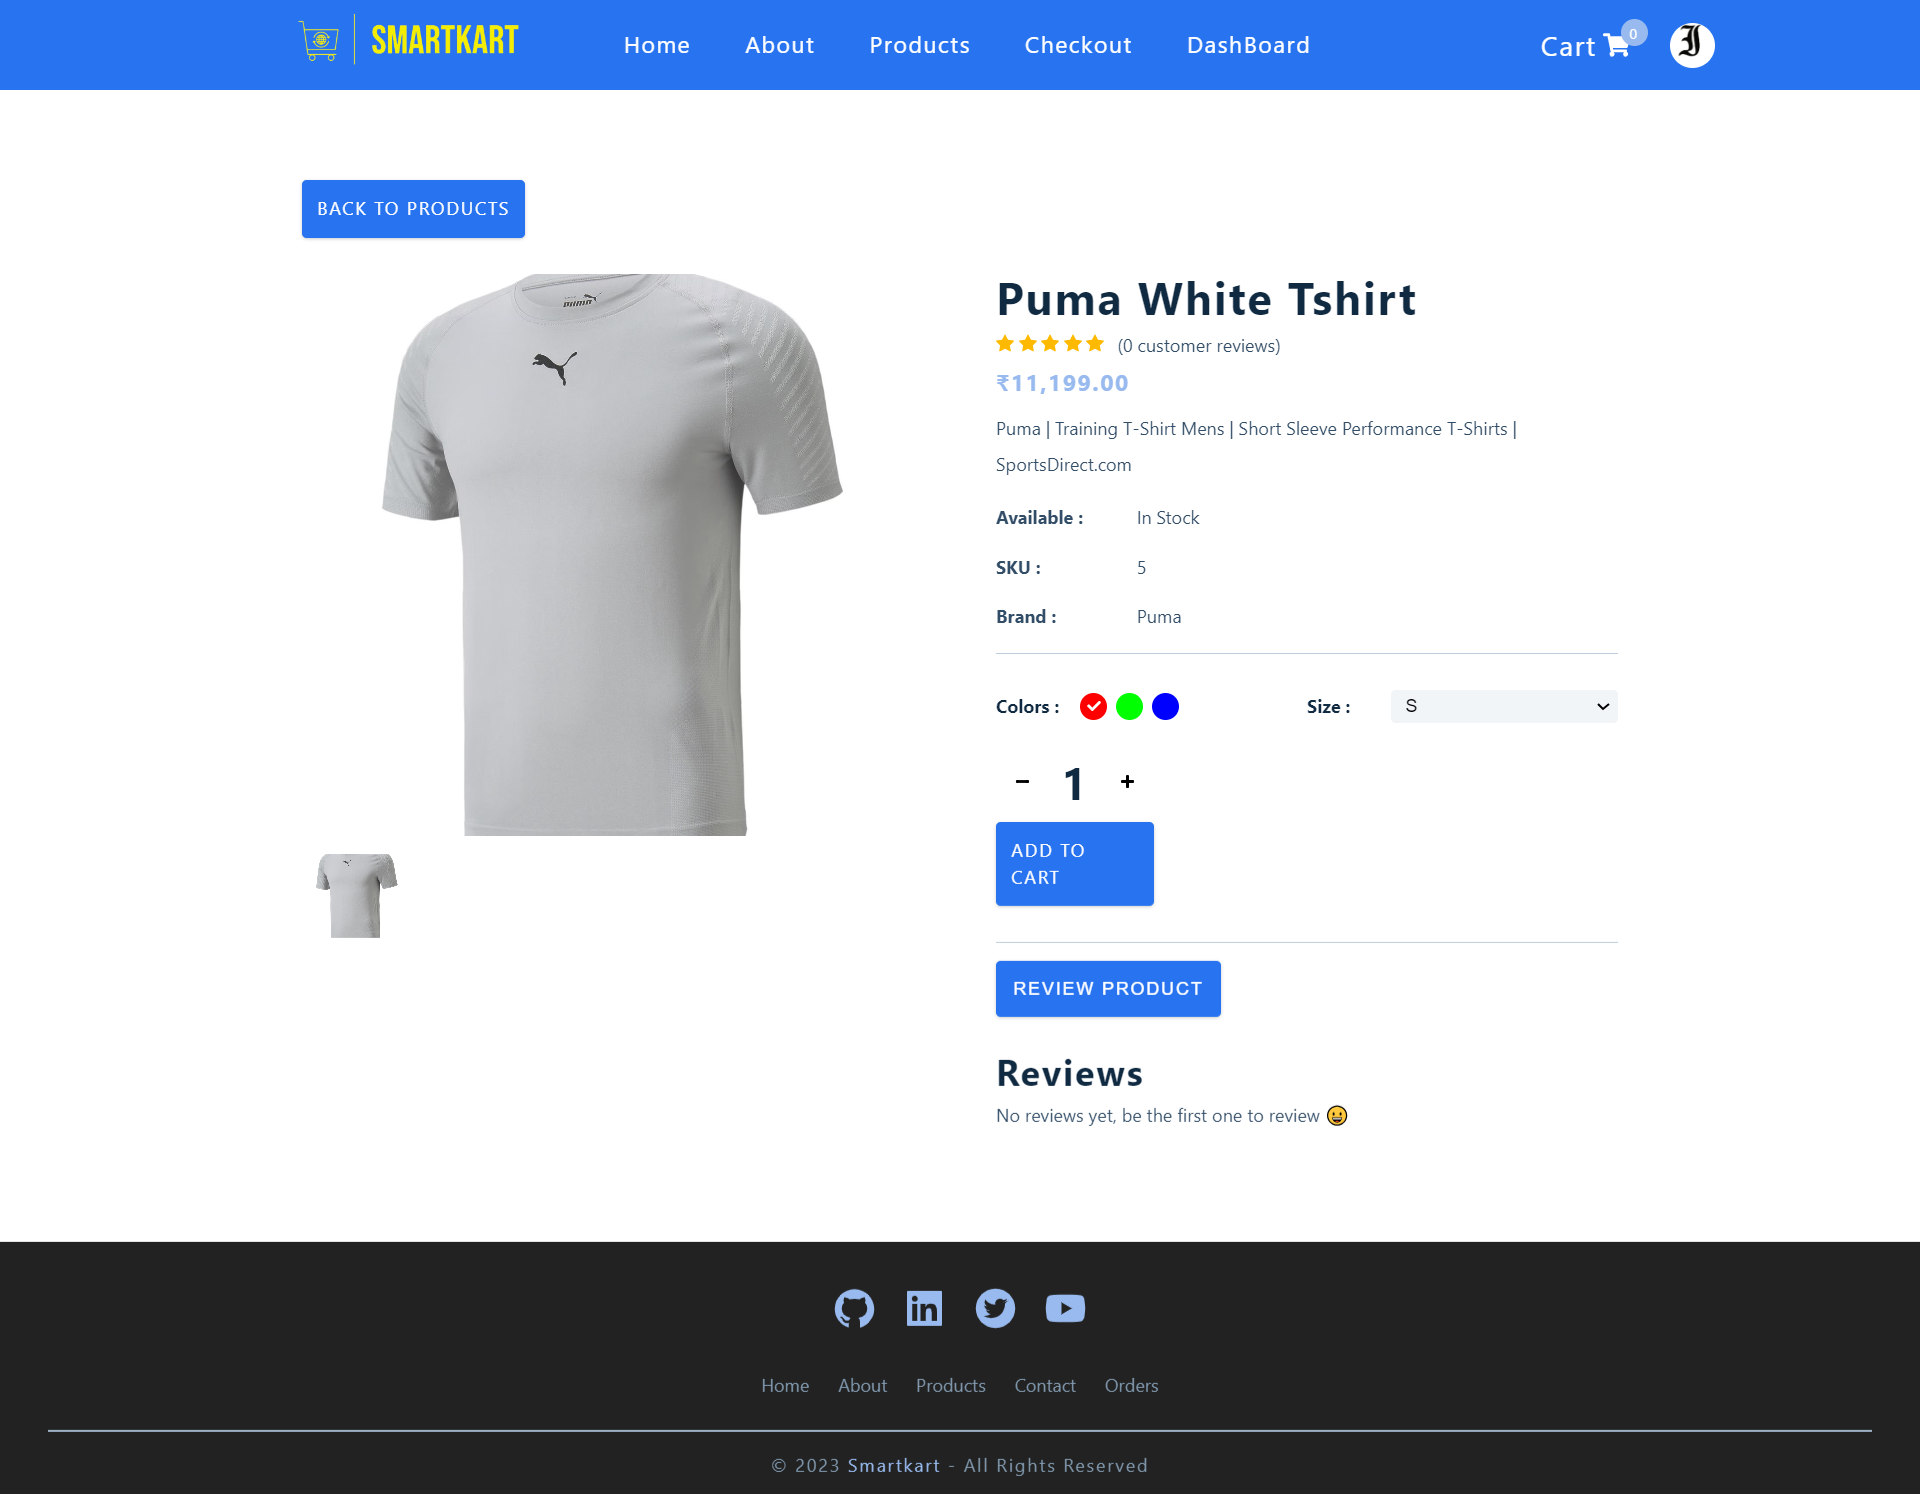 SMARTKART
Home
About
Products
Checkout
DashBoard
Cart
0
BACK TO PRODUCTS
PUMA
Puma White Tshirt
(0 customer reviews)
₹11,199.00
Puma | Training T-Shirt Mens | Short Sleeve Performance T-Shirts |
SportsDirect.com
Available : In Stock
SKU : 5
Brand : Puma
Colors :
Size : S
1
ADD TO
CART
REVIEW PRODUCT
Reviews
No reviews yet, be the first one to review 😀
in
Home About Products Contact Orders
© 2023 Smartkart - All Rights Reserved